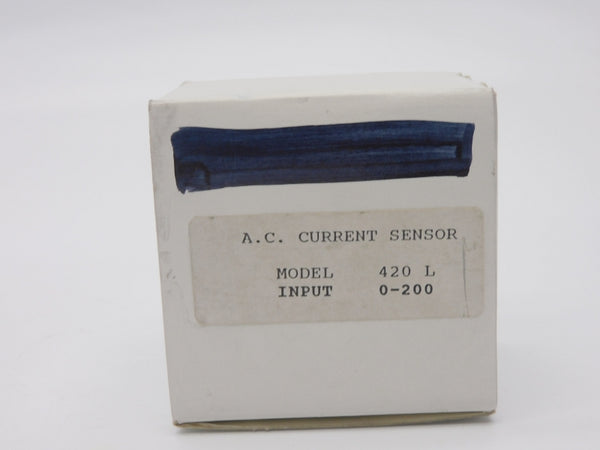 A.C. CURRENT SENSOR
MODEL 420 L
INPUT 0-200